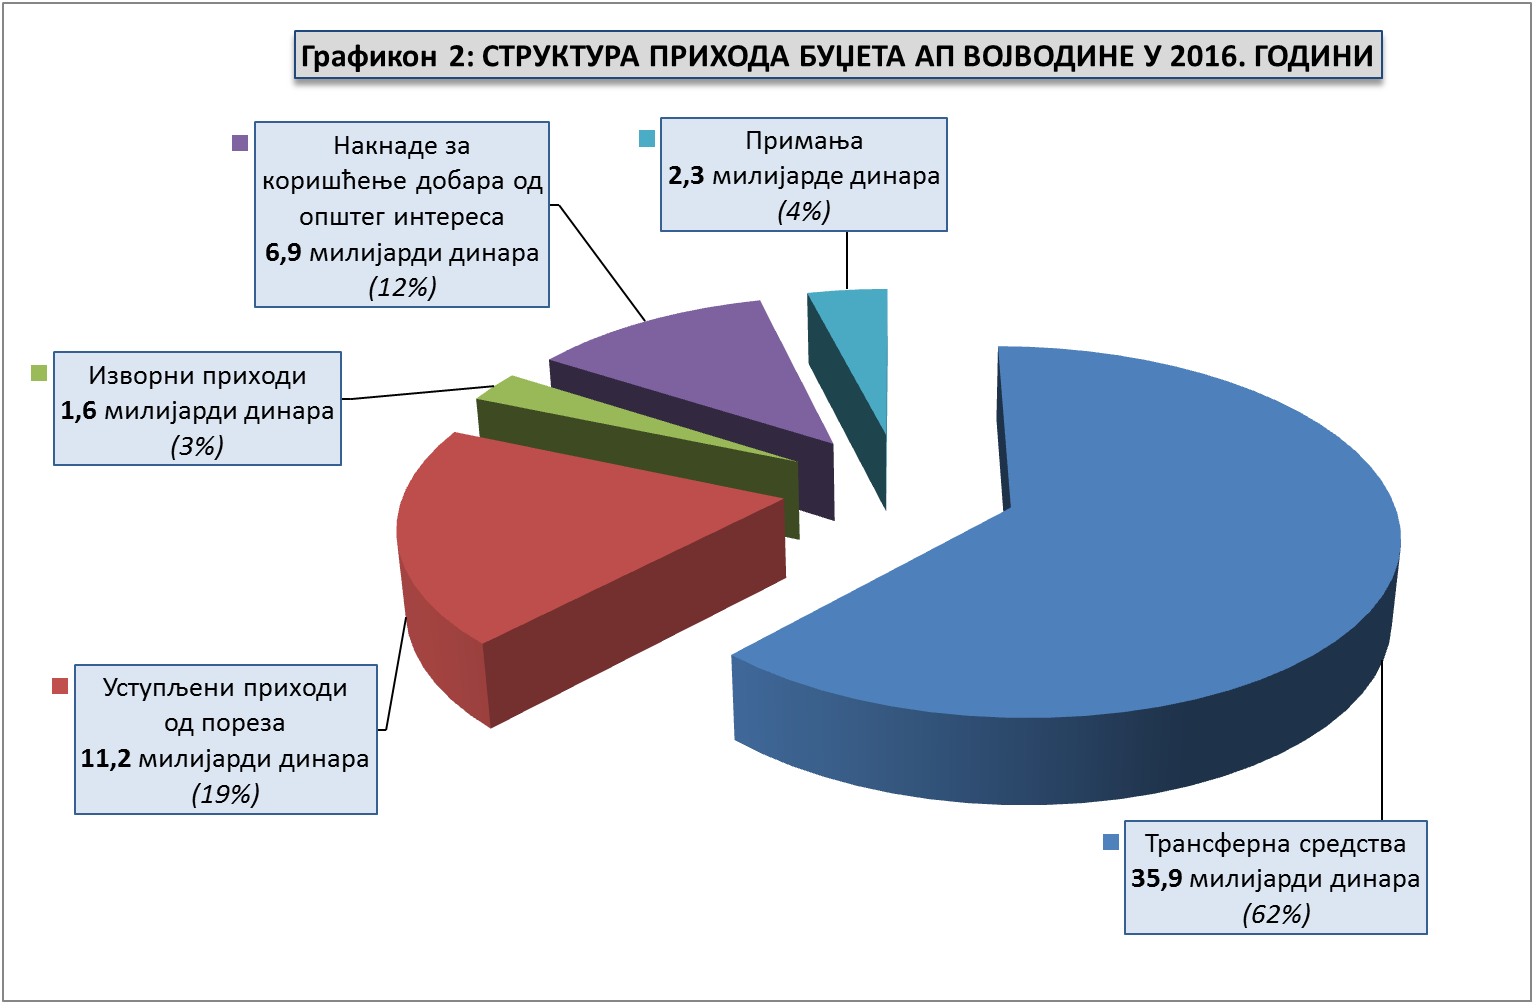 Графикон 2: СТРУКТУРА ПРИХОДА БУЏЕТА АП ВОЈВОДИНЕ У 2016. ГОДИНИ
Накнаде за
коришћење добара од
општег интереса
6,9 милијарди динара
(12%)
Примања
2,3 милијарде динара
(4%)
Изворни приходи
1,6 милијарди динара
(3%)
Уступљени приходи
од пореза
11,2 милијарди динара
(19%)
Трансферна средства
35,9 милијарди динара
(62%)